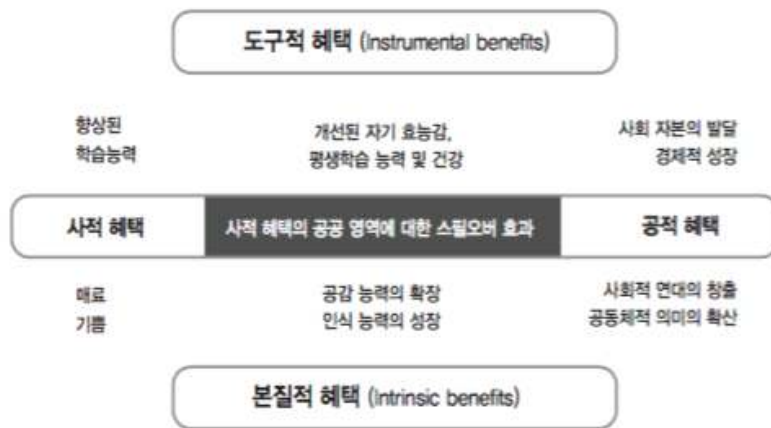 도구적 혜택 (Instrumental benefits)
향상된
학습능력
개선된 자기 효능감,
평생학습 능력 및 건강
사회 자본의 발달
경제적 성장
사적 혜택
사적 혜택의 공공 영역에 대한 스필오버 효과
공적 혜택
매료
기쁨
공감 능력의 확장
인식 능력의 성장
사회적 연대의 창출
공동체적 의미의 확산
본질적 혜택 (Intrinsic benefits)